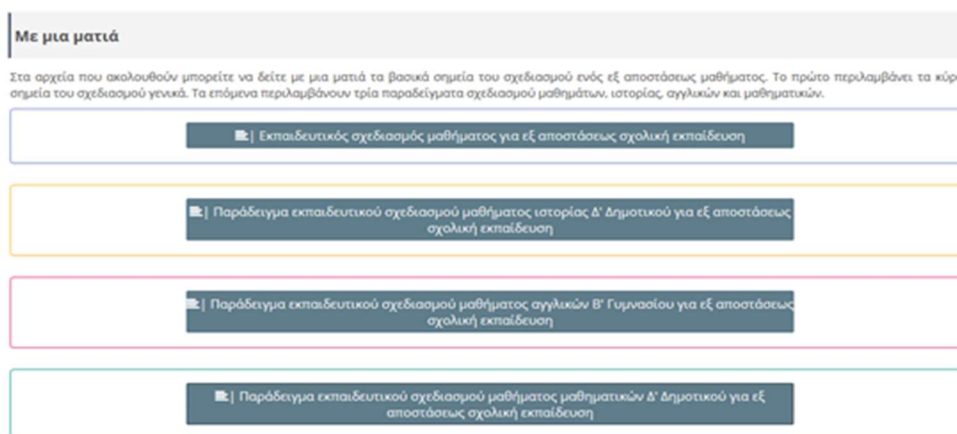 Με μια ματιά
Στα αρχεία που ακολουθούν μπορείτε να δείτε με μια ματιά τα βασικά σημεία του σχεδιασμού ενός εξ αποστάσεως μαθήματος. Το πρώτο περιλαμβάνει τα
σημεία του σχεδιασμού γενικά. Τα επόμενα περιλαμβάνουν τρία παραδείγματα σχεδιασμού μαθημάτων, ιστορίας, αγγλικών και μαθηματικών.
| Εκπαιδευτικός σχεδιασμός μαθήματος για εξ αποστάσεως σχολική εκπαίδευση
| Παράδειγμα εκπαιδευτικού σχεδιασμού μαθήματος ιστορίας Δ' Δημοτικού για εξ αποστάσεως
σχολική εκπαίδευση
| Παράδειγμα εκπαιδευτικού σχεδιασμού μαθήματος αγγλικών Β' Γυμνασίου για εξ αποστάσεως
σχολική εκπαίδευση
| Παράδειγμα εκπαιδευτικού σχεδιασμού μαθήματος μαθηματικών Δ' Δημοτικού για εξ
αποστάσεως σχολική εκπαίδευση